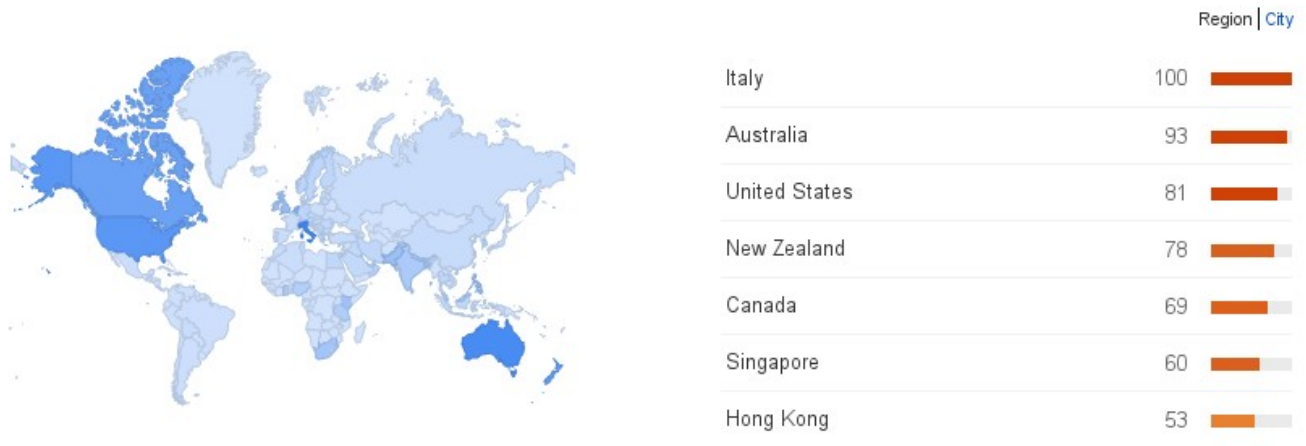 Region | City
Italy 100
Australia 93
United States 81
New Zealand 78
Canada 69
Singapore 60
Hong Kong 53